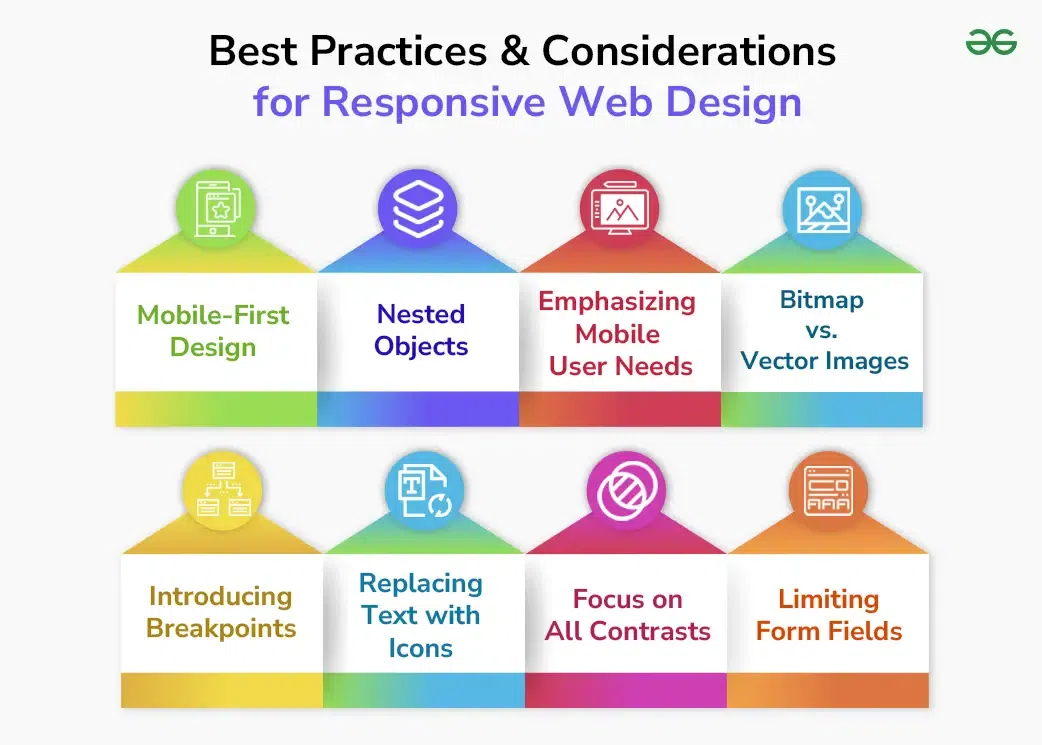 Best Practices & Considerations
for Responsive Web Design
Mobile-First
Design
Nested
Objects
Emphasizing
Mobile
User Needs
Bitmap
vs.
Vector Images
Introducing
Breakpoints
Replacing
Text with
Icons
Focus on
All Contrasts
Limiting
Form Fields